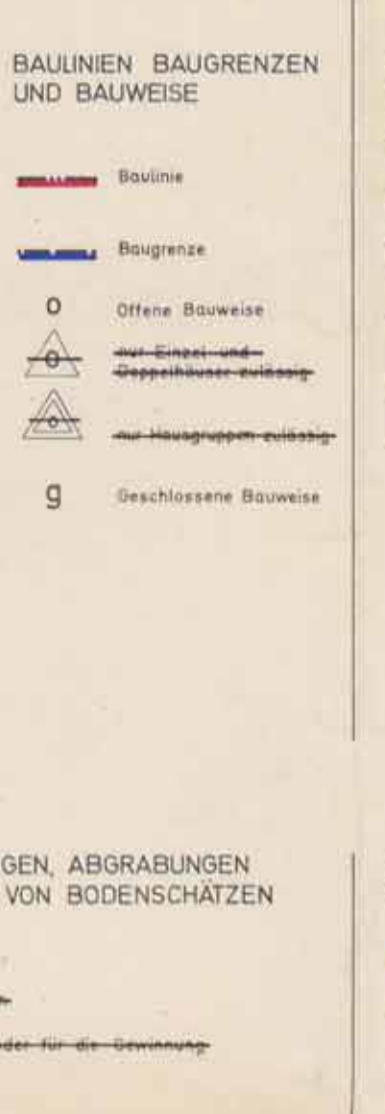 BAULINIEN BAUGRENZEN
UND BAUWEISE
Baulinie
Baugrenze
o Offene Bauweise
o nur Einzel und
Doppelhäuser zulässig
o nur Hausgruppen zulässig
g Geschlossene Bauweise
GEN, ABGRABUNGEN
VON BODENSCHÄTZEN
oder für die Gewinnung